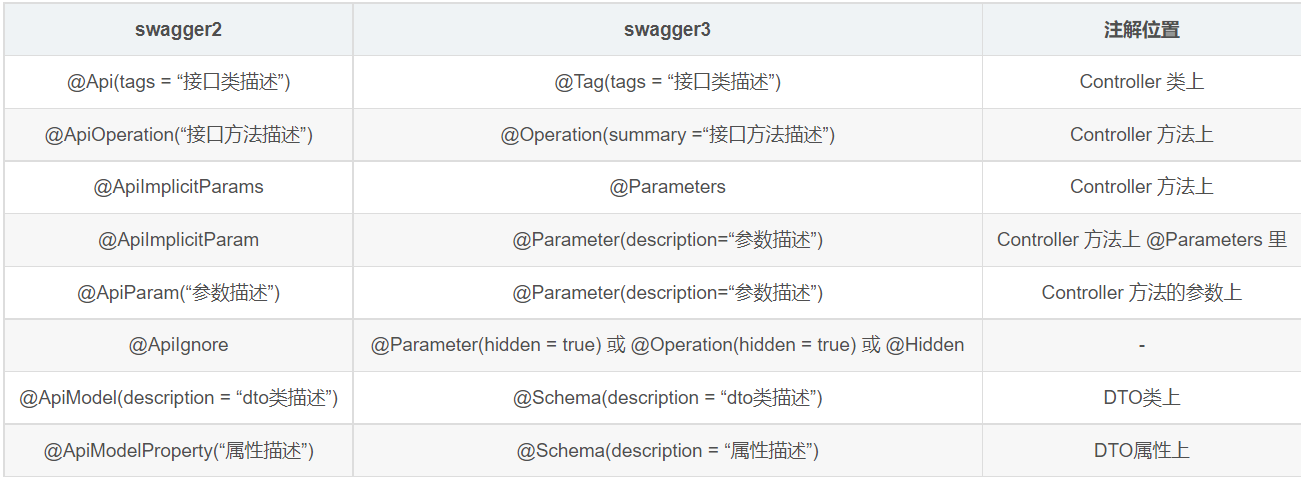 swagger2 swagger3 注解位置
@Api(tags = “接口类描述”) @Tag(tags = “接口类描述”) Controller 类上
@ApiOperation(“接口方法描述”) @Operation(summary =“接口方法描述”) Controller 方法上
@ApiImplicitParams @Parameters Controller 方法上
@ApiImplicitParam @Parameter(description=“参数描述”) Controller 方法上 @Parameters 里
@ApiParam(“参数描述”) @Parameter(description=“参数描述”) Controller 方法的参数上
@ApiIgnore @Parameter(hidden = true) 或 @Operation(hidden = true) 或 @Hidden -
@ApiModel(description = “dto类描述”) @Schema(description = “dto类描述”) DTO类上
@ApiModelProperty(“属性描述”) @Schema(description = “属性描述”) DTO属性上